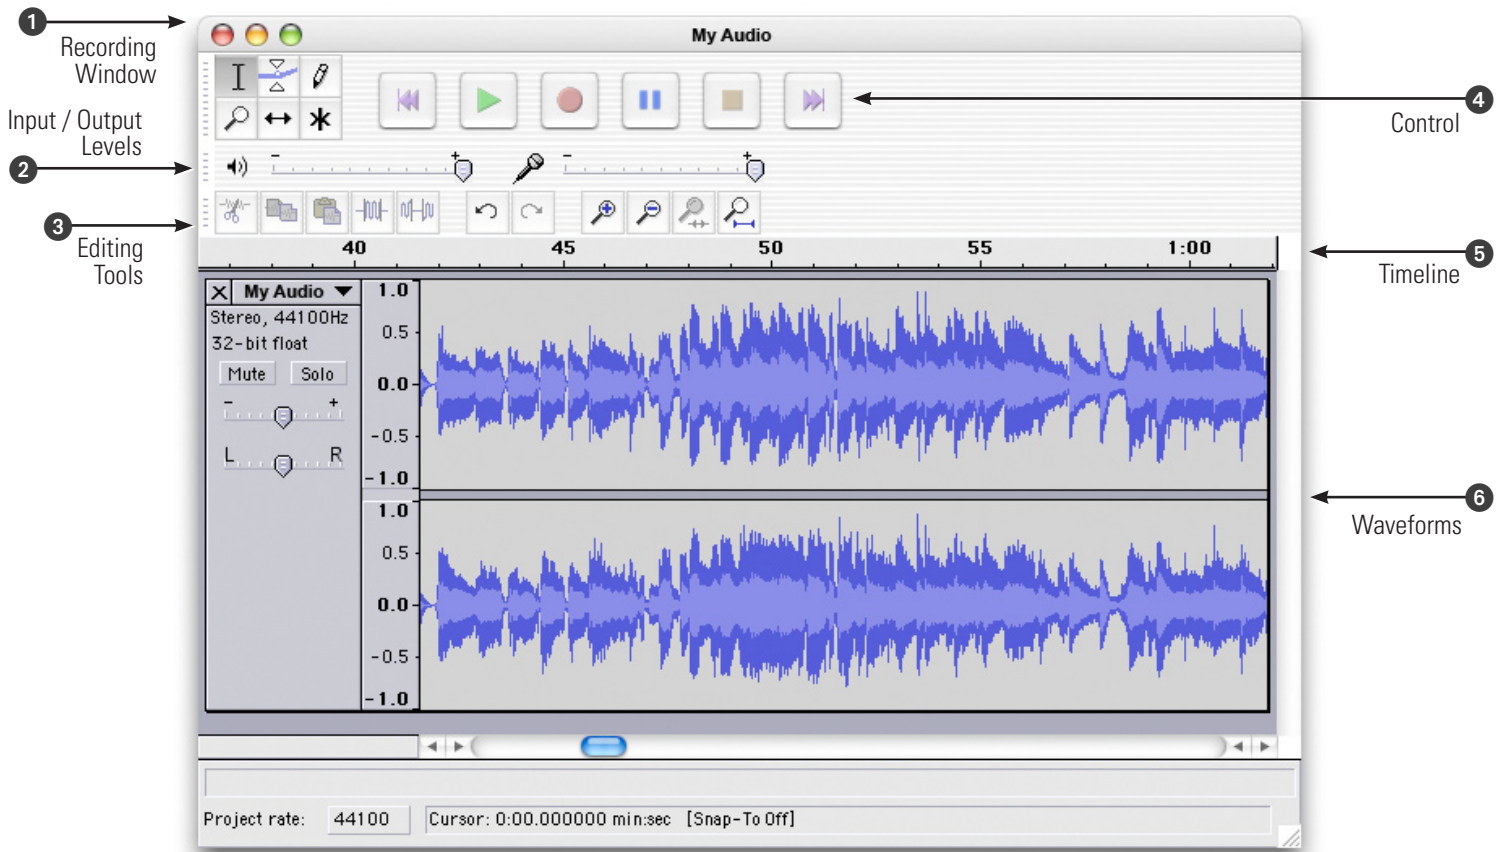 1
Recording
Window
My Audio
4
Control
Input / Output
Levels
2
- +
- +
3
Editing
Tools
40 45 50 55 1:00
5
Timeline
X My Audio
Stereo, 44100Hz
32-bit float
Mute Solo
- +
L R
1.0
0.5
0.0
-0.5
-1.0
1.0
0.5
0.0
-0.5
-1.0
6
Waveforms
Project rate: 44100 Cursor: 0:00.000000 min:sec [Snap-To Off]